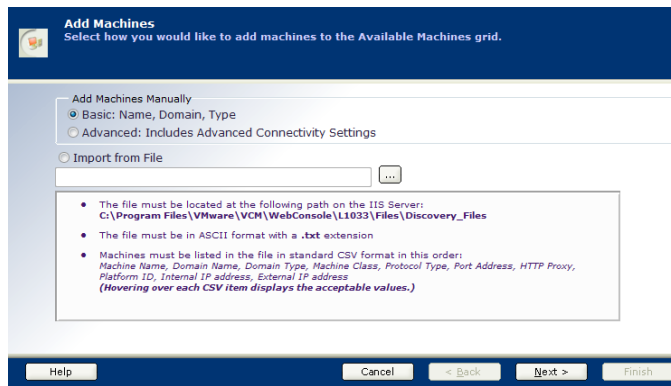 Add Machines
Select how you would like to add machines to the Available Machines grid.
Add Machines Manually
Basic: Name, Domain, Type
Advanced: Includes Advanced Connectivity Settings
Import from File
...
• The file must be located at the following path on the IIS Server:
C:\Program Files\VMware\VCM\WebConsole\L1033\Files\Discovery_Files
• The file must be in ASCII format with a .txt extension
• Machines must be listed in the file in standard CSV format in this order:
Machine Name, Domain Name, Domain Type, Machine Class, Protocol Type, Port Address, HTTP Proxy,
Platform ID, Internal IP address, External IP address
(Hovering over each CSV item displays the acceptable values.)
Help
Cancel
< Back
Next >
Finish